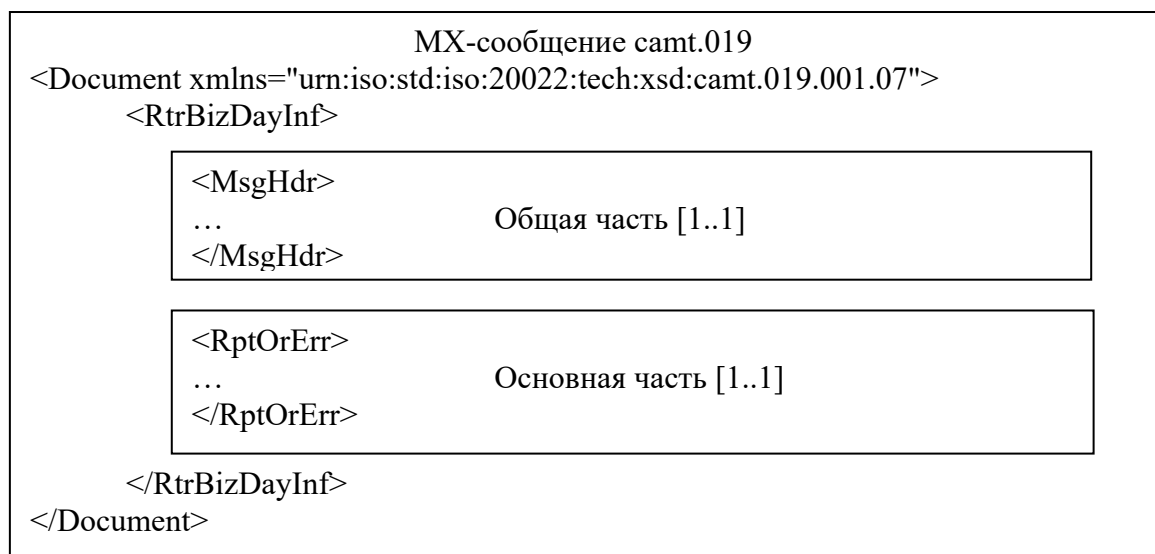 МХ-сообщение camt.019
<Document xmlns="urn:iso:std:iso:20022:tech:xsd:camt.019.001.07">
<RtrBizDayInf>
<MsgHdr>
… Общая часть [1..1]
</MsgHdr>
<RptOrErr>
… Основная часть [1..1]
</RptOrErr>
</RtrBizDayInf>
</Document>